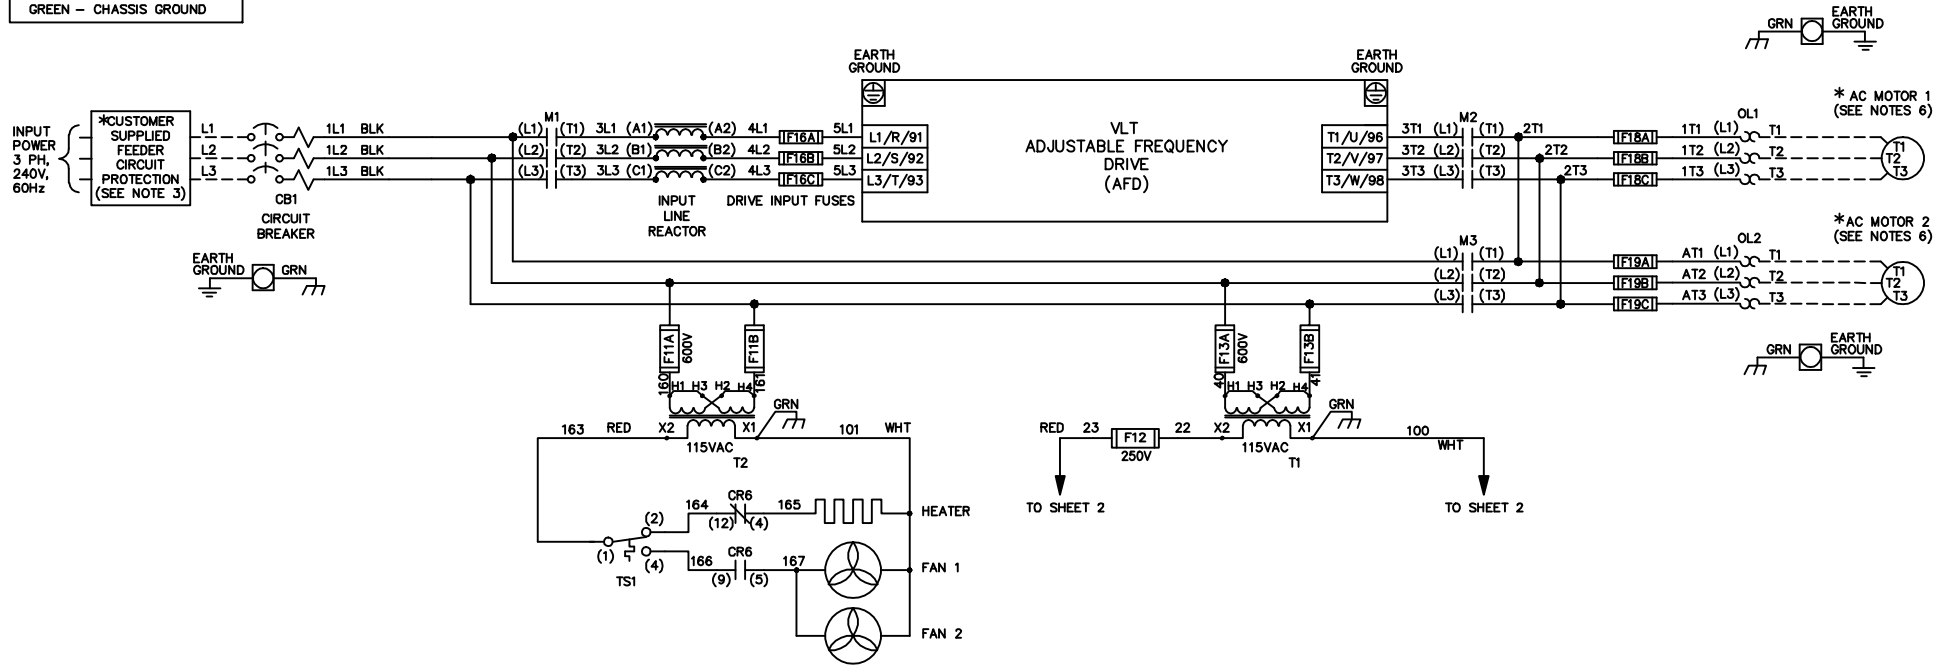 GREEN – CHASSIS GROUND
GRN
EARTH
GROUND
EARTH
GROUND
EARTH
GROUND
* AC MOTOR 1
(SEE NOTES 6)
INPUT
POWER
3 PH,
240V,
60Hz
*CUSTOMER
SUPPLIED
FEEDER
CIRCUIT
PROTECTION
(SEE NOTE 3)
L1
L2
L3
CB1
CIRCUIT
BREAKER
1L1 BLK
1L2 BLK
1L3 BLK
M1
(L1) (T1) 3L1 (A1) (A2) 4L1 F16A 5L1 L1/R/91
(L2) (T2) 3L2 (B1) (B2) 4L2 F16B 5L2 L2/S/92
(L3) (T3) 3L3 (C1) (C2) 4L3 F16C 5L3 L3/T/93
INPUT
LINE
REACTOR
DRIVE INPUT FUSES
VLT
ADJUSTABLE FREQUENCY
DRIVE
(AFD)
M2
OL1
T1/U/96 3T1 (L1) (T1) 2T1 F18A 1T1 (L1) T1
T2/V/97 3T2 (L2) (T2) 2T2 F18B 1T2 (L2) T2
T3/W/98 3T3 (L3) (T3) 2T3 F18C 1T3 (L3) T3
T1
T2
T3
*AC MOTOR 2
(SEE NOTES 6)
EARTH
GROUND
GRN
M3
OL2
(L1) (T1) F19A AT1 (L1) T1
(L2) (T2) F19B AT2 (L2) T2
(L3) (T3) F19C AT3 (L3) T3
T1
T2
T3
GRN
EARTH
GROUND
F11A
600V
F11B
160
161
H1 H3 H2 H4
GRN
163 RED X2 X1 101 WHT
115VAC
T2
F13A
600V
F13B
40
41
H1 H3 H2 H4
GRN
RED 23 F12 22 X2 X1 100
WHT
250V
115VAC
T1
TO SHEET 2
TO SHEET 2
CR6
164 165
(2) (12) (4)
HEATER
(1)
TS1
(4)
CR6
166 167
(9) (5)
FAN 1
FAN 2